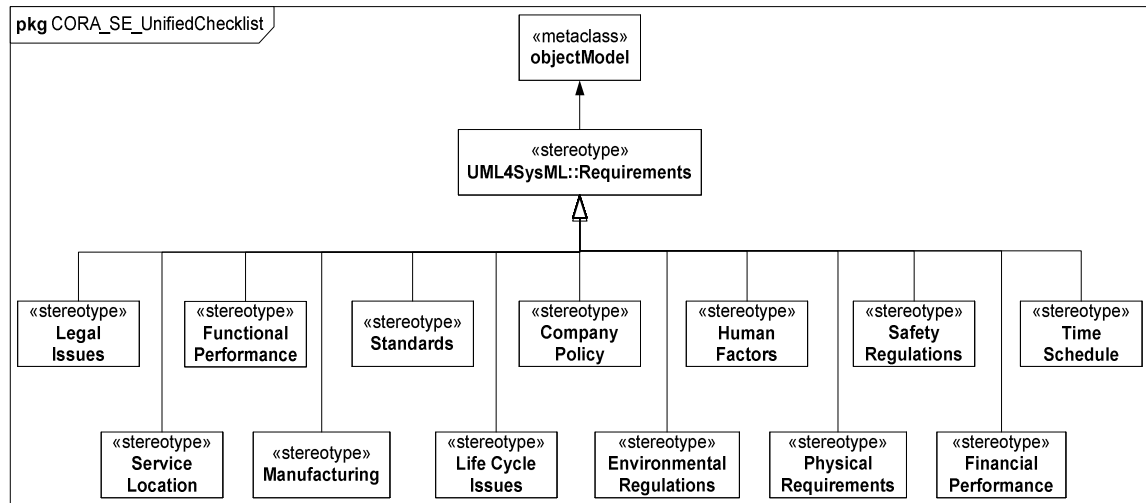 pkg CORA_SE_UnifiedChecklist
«metaclass»
objectModel
«stereotype»
UML4SysML::Requirements
«stereotype»
Legal
Issues
«stereotype»
Functional
Performance
«stereotype»
Standards
«stereotype»
Company
Policy
«stereotype»
Human
Factors
«stereotype»
Safety
Regulations
«stereotype»
Time
Schedule
«stereotype»
Service
Location
«stereotype»
Manufacturing
«stereotype»
Life Cycle
Issues
«stereotype»
Environmental
Regulations
«stereotype»
Physical
Requirements
«stereotype»
Financial
Performance